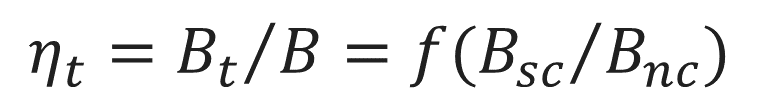 η_t = B_t/B = f(B_sc/B_nc)